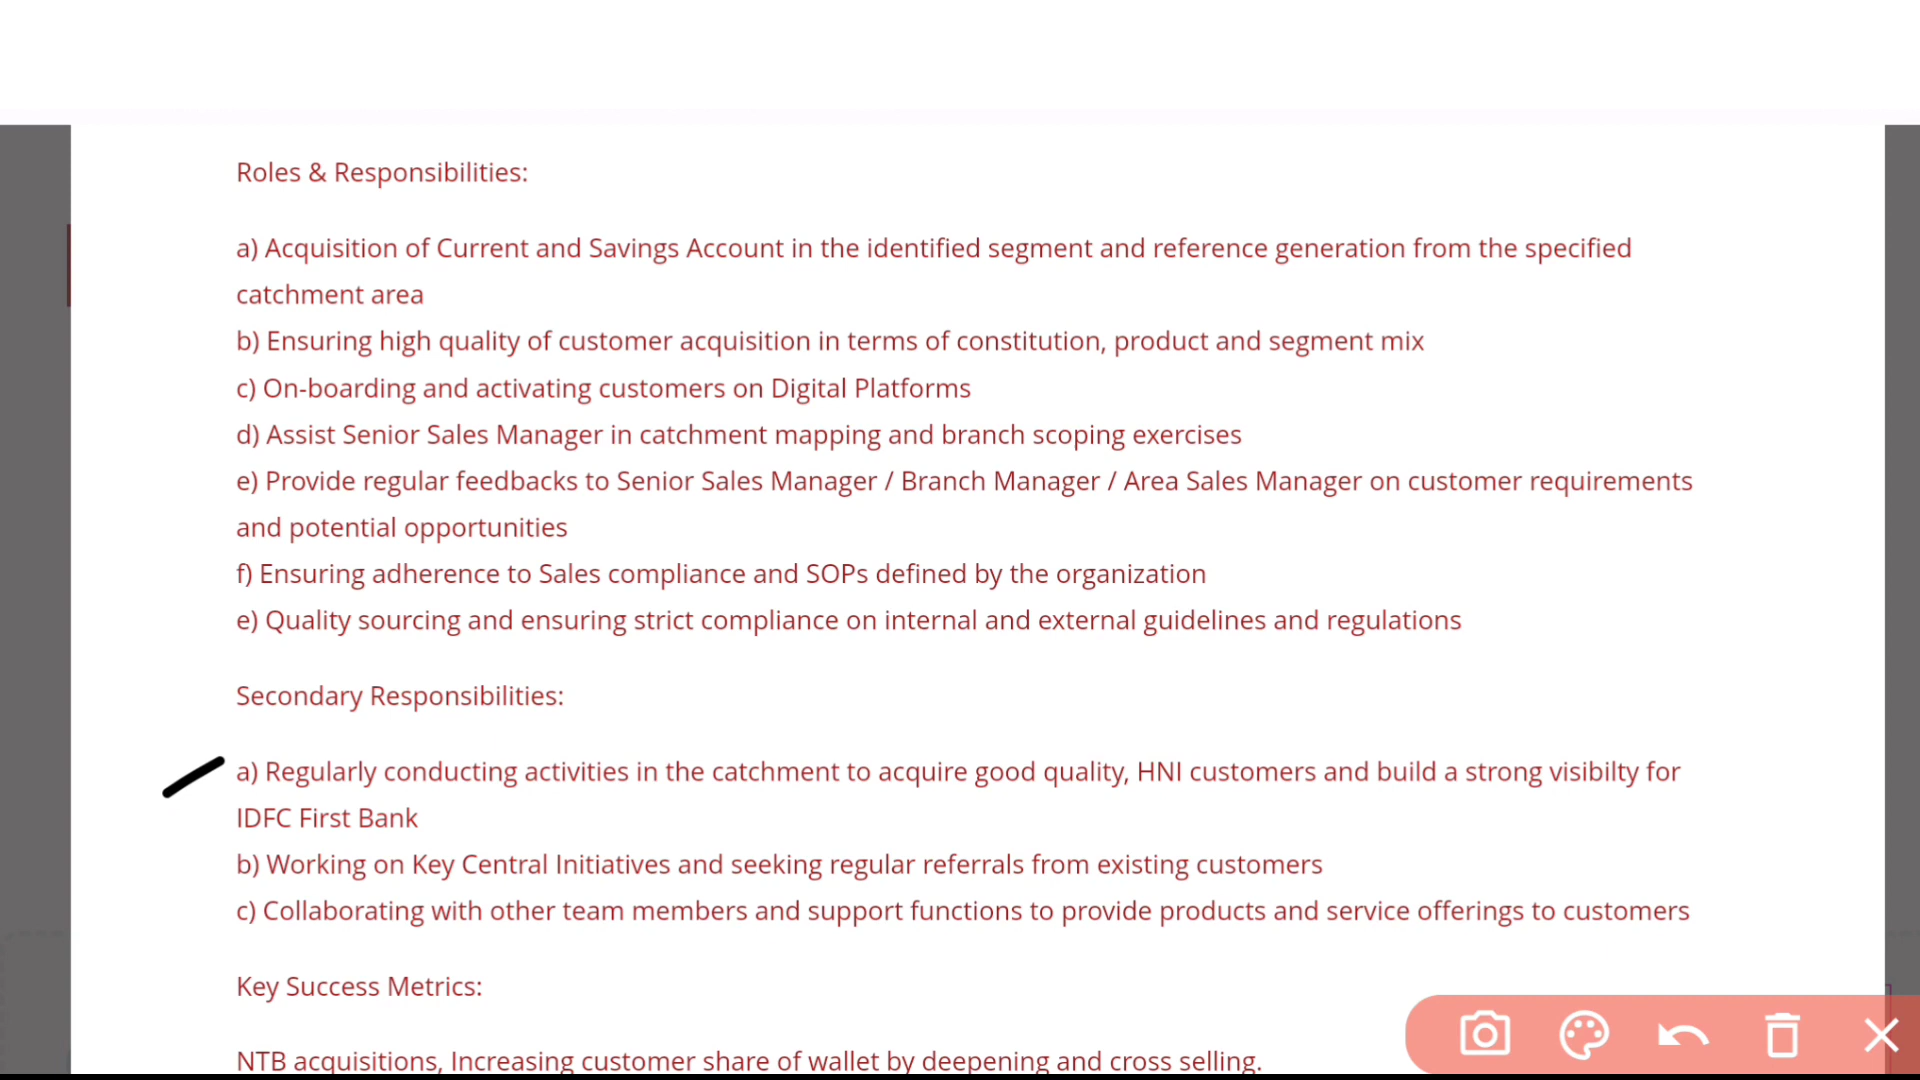 Roles & Responsibilities:
a) Acquisition of Current and Savings Account in the identified segment and reference generation from the specified
catchment area
b) Ensuring high quality of customer acquisition in terms of constitution, product and segment mix
c) On-boarding and activating customers on Digital Platforms
d) Assist Senior Sales Manager in catchment mapping and branch scoping exercises
e) Provide regular feedbacks to Senior Sales Manager / Branch Manager / Area Sales Manager on customer requirements
and potential opportunities
f) Ensuring adherence to Sales compliance and SOPs defined by the organization
e) Quality sourcing and ensuring strict compliance on internal and external guidelines and regulations
Secondary Responsibilities:
a) Regularly conducting activities in the catchment to acquire good quality, HNI customers and build a strong visibilty for
IDFC First Bank
b) Working on Key Central Initiatives and seeking regular referrals from existing customers
c) Collaborating with other team members and support functions to provide products and service offerings to customers
Key Success Metrics:
NTB acquisitions, Increasing customer share of wallet by deepening and cross selling.